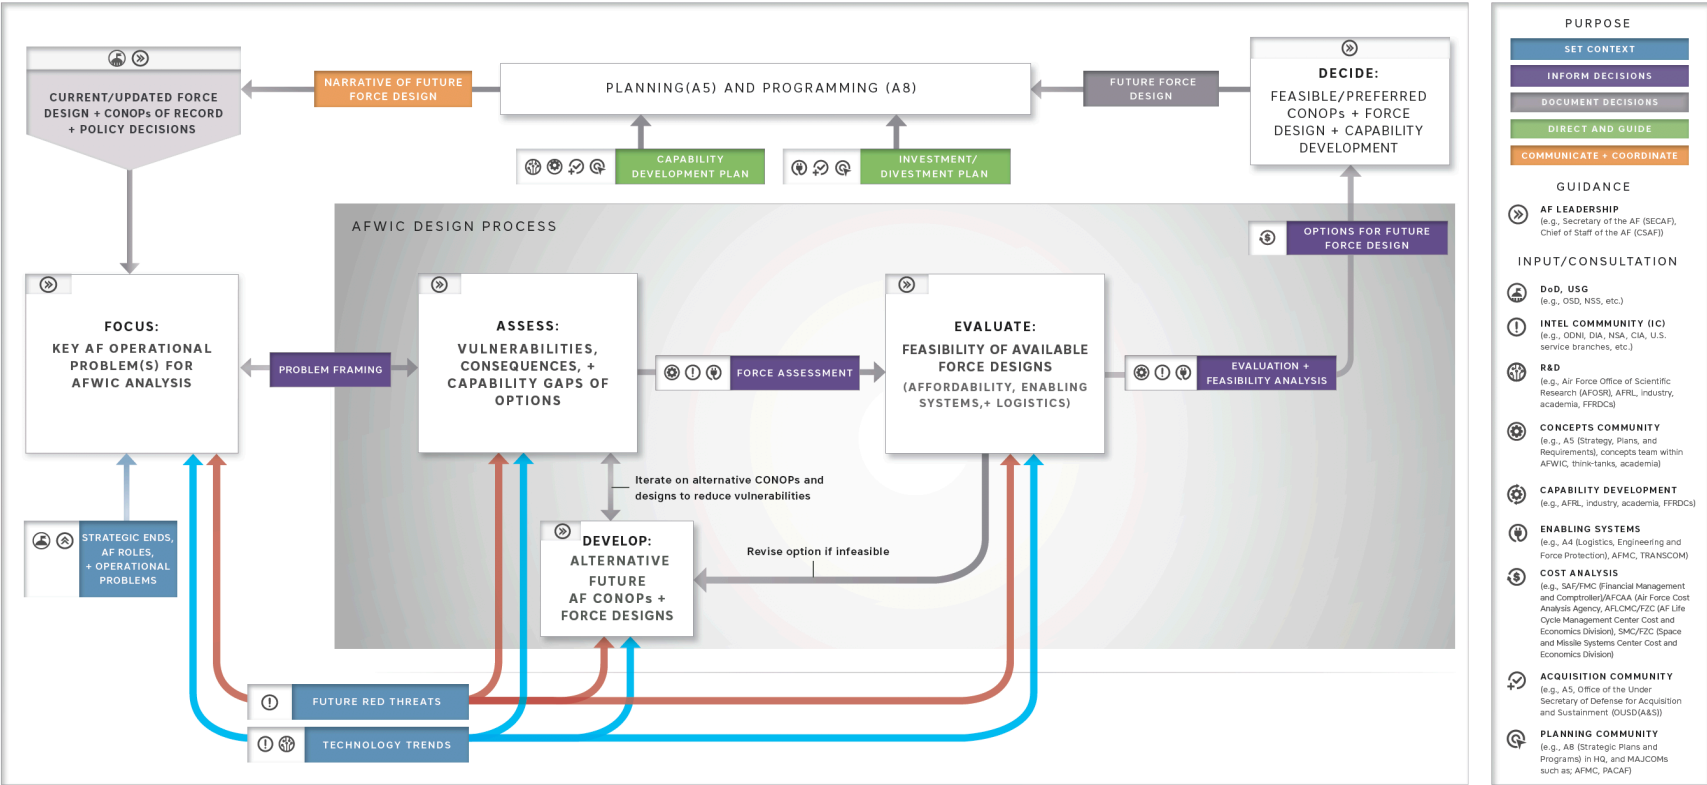 CURRENT/UPDATED FORCE
DESIGN + CONOPs OF RECORD
+ POLICY DECISIONS
NARRATIVE OF FUTURE
FORCE DESIGN
PLANNING(A5) AND PROGRAMMING (A8)
FUTURE FORCE
DESIGN
DECIDE:
FEASIBLE/PREFERRED
CONOPs + FORCE
DESIGN + CAPABILITY
DEVELOPMENT
CAPABILITY
DEVELOPMENT PLAN
INVESTMENT/
DIVESTMENT PLAN
AFWIC DESIGN PROCESS
OPTIONS FOR FUTURE
FORCE DESIGN
FOCUS:
KEY AF OPERATIONAL
PROBLEM(S) FOR
AFWIC ANALYSIS
PROBLEM FRAMING
ASSESS:
VULNERABILITIES,
CONSEQUENCES, +
CAPABILITY GAPS OF
OPTIONS
FORCE ASSESSMENT
EVALUATE:
FEASIBILITY OF AVAILABLE
FORCE DESIGNS
(AFFORDABILITY, ENABLING
SYSTEMS,+ LOGISTICS)
EVALUATION +
FEASIBILITY ANALYSIS
Iterate on alternative CONOPs and
designs to reduce vulnerabilities
STRATEGIC ENDS,
AF ROLES,
+ OPERATIONAL
PROBLEMS
DEVELOP:
ALTERNATIVE
FUTURE
AF CONOPs +
FORCE DESIGNS
Revise option if infeasible
FUTURE RED THREATS
TECHNOLOGY TRENDS
PURPOSE
SET CONTEXT
INFORM DECISIONS
DOCUMENT DECISIONS
DIRECT AND GUIDE
COMMUNICATE + COORDINATE
GUIDANCE
AF LEADERSHIP
(e.g., Secretary of the AF (SECAF),
Chief of Staff of the AF (CSAF))
INPUT/CONSULTATION
DoD, USG
(e.g., OSD, NSS, etc.)
INTEL COMMMUNITY (IC)
(e.g., ODNI, DIA, NSA, CIA, U.S.
service branches, etc.)
R&D
(e.g., Air Force Office of Scientific
Research (AFOSR), AFRL, industry,
academia, FFRDCs)
CONCEPTS COMMUNITY
(e.g., A5 (Strategy, Plans, and
Requirements), concepts team within
AFWIC, think-tanks, academia)
CAPABILITY DEVELOPMENT
(e.g., AFRL, industry, academia, FFRDCs)
ENABLING SYSTEMS
(e.g., A4 (Logistics, Engineering and
Force Protection), AFMC, TRANSCOM)
COST ANALYSIS
(e.g., SAF/FMC (Financial Management
and Comptroller)/AFCAA (Air Force Cost
Analysis Agency, AFLCMC/FZC (AF Life
Cycle Management Center Cost and
Economics Division), SMC/FZC (Space
and Missile Systems Center Cost and
Economics Division)
ACQUISITION COMMUNITY
(e.g., A5, Office of the Under
Secretary of Defense for Acquisition
and Sustainment (OUSD(A&S))
PLANNING COMMUNITY
(e.g., A8 (Strategic Plans and
Programs) in HQ, and MAJCOMs
such as; AFMC, PACAF)